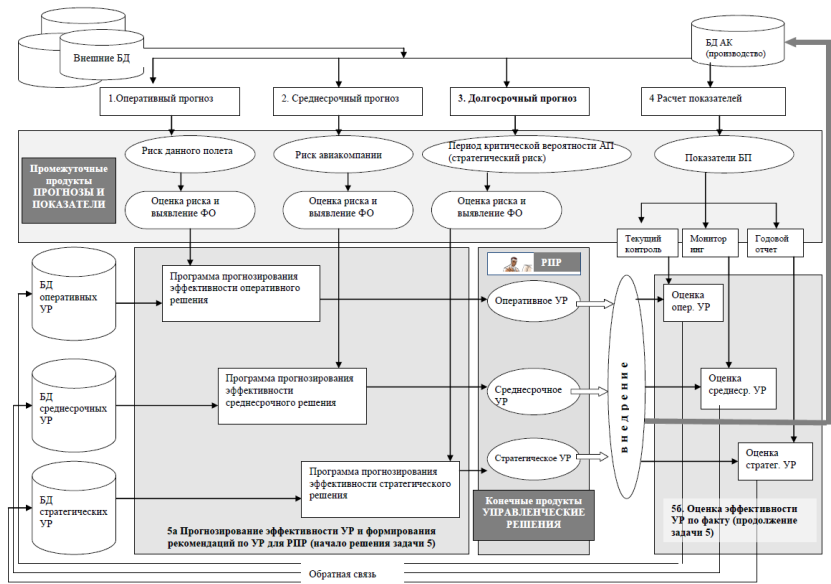 Внешние БД
БД АК
(производство)
1.Оперативный прогноз
2. Среднесрочный прогноз
3. Долгосрочный прогноз
4 Расчет показателей
Промежуточные
продукты
ПРОГНОЗЫ И
ПОКАЗАТЕЛИ
Риск данного полета
Риск авиакомпании
Период критической вероятности АП
(стратегический риск)
Показатели БП
Оценка риска и
выявление ФО
Оценка риска и
выявление ФО
Оценка риска и
выявление ФО
Текущий
контроль
Монитор
инг
Годовой
отчет
БД
оперативных
УР
Программа прогнозирования
эффективности оперативного
решения
РПР
Оперативное УР
Оценка
опер. УР
БД
среднесрочных
УР
Программа прогнозирования
эффективности
среднесрочного решения
Среднесрочное
УР
внедрение
Оценка
среднеср. УР
БД
стратегических
УР
Программа прогнозирования
эффективности стратегического
решения
Стратегическое УР
Оценка
стратег. УР
Конечные продукты
УПРАВЛЕНЧЕСКИЕ
РЕШЕНИЯ
5а Прогнозирование эффективности УР и формирования
рекомендаций по УР для РПР (начало решения задачи 5)
5б. Оценка эффективности
УР по факту (продолжение
задачи 5)
Обратная связь